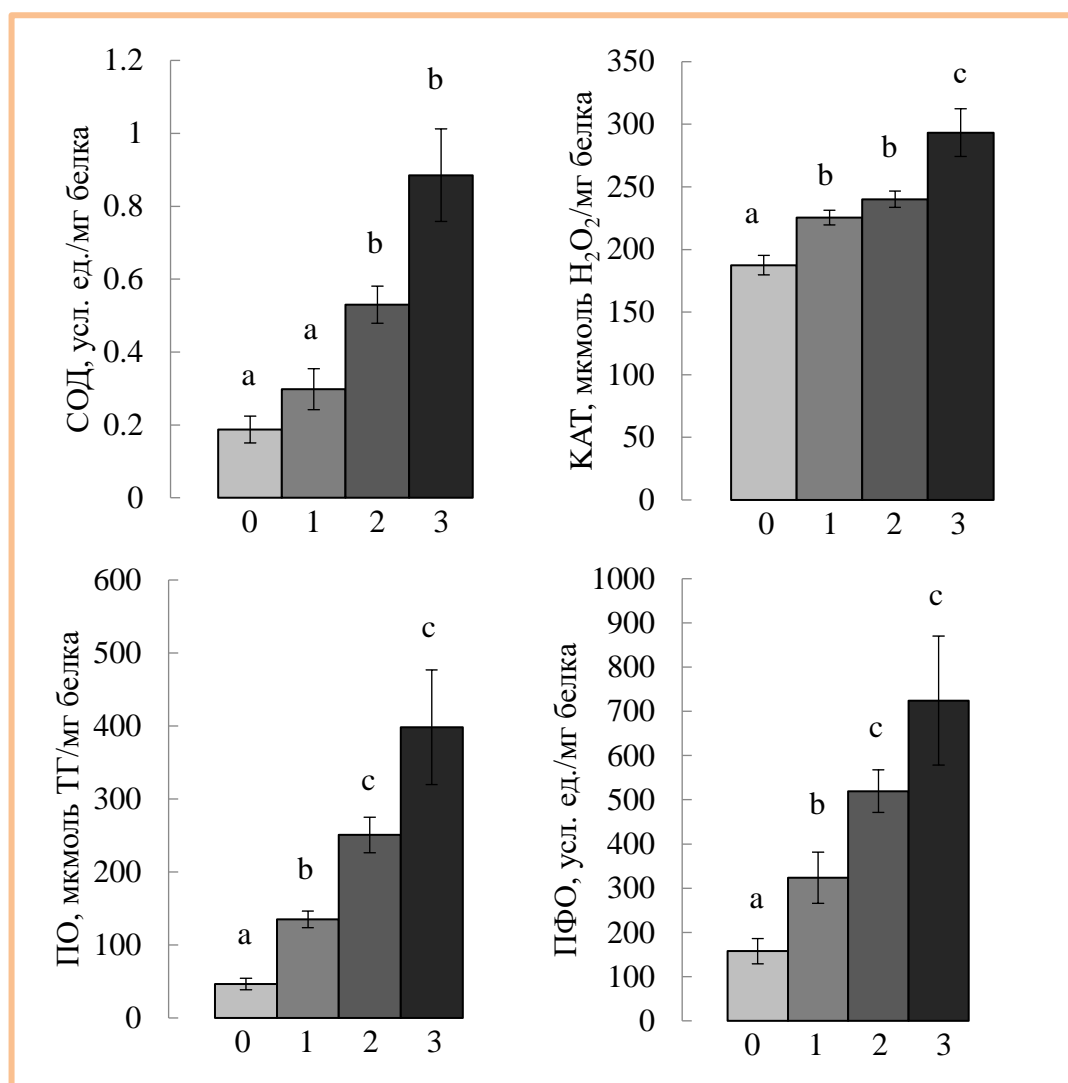 СОД, усл. ед./мг белка
1.2
1
0.8
0.6
0.4
0.2
0
a
a
b
b
0 1 2 3
КАТ, мкмоль H₂O₂/мг белка
350
300
250
200
150
100
50
0
a
b
b
c
0 1 2 3
ПО, мкмоль ТГ/мг белка
600
500
400
300
200
100
0
a
b
c
c
0 1 2 3
ПФО, усл. ед./мг белка
1000
900
800
700
600
500
400
300
200
100
0
a
b
c
c
0 1 2 3